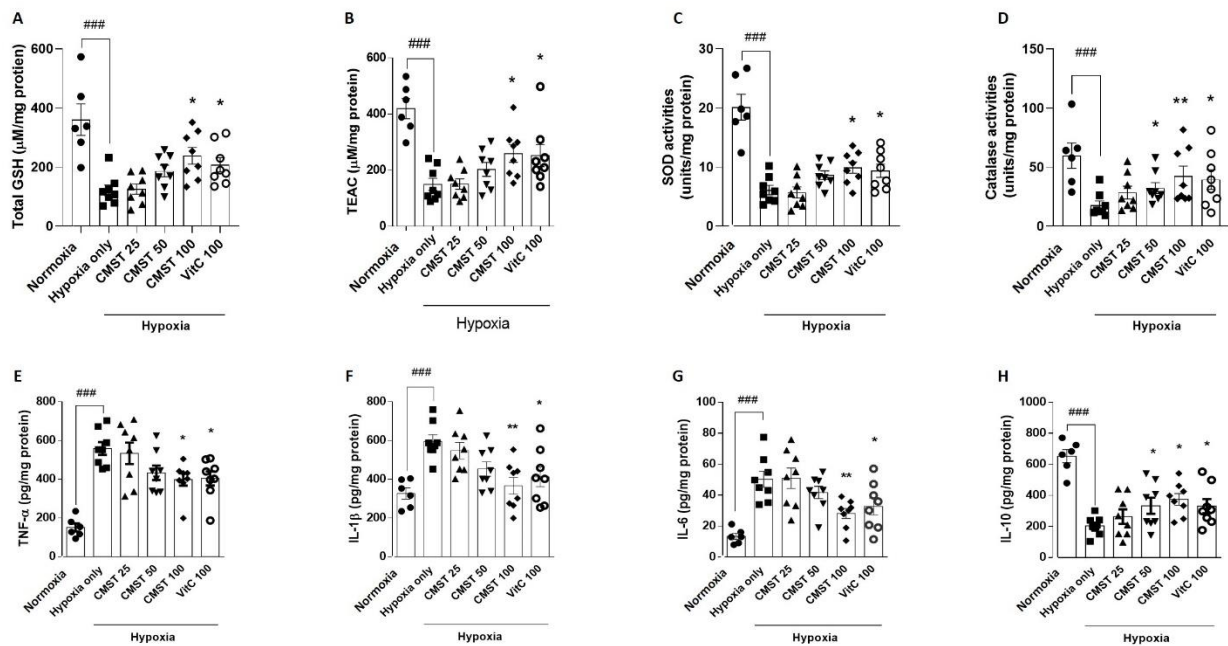 A
###
Total GSH (µM/mg protien)
600
400
200
0
Normoxia
Hypoxia only
CMST 25
CMST 50
CMST 100
VitC 100
* *
Hypoxia
B
###
TEAC (µM/mg protein)
600
400
200
0
Normoxia
Hypoxia only
CMST 25
CMST 50
CMST 100
VitC 100
* *
Hypoxia
C
###
SOD activities
(units/mg protein)
30
20
10
0
Normoxia
Hypoxia only
CMST 25
CMST 50
CMST 100
VitC 100
* *
Hypoxia
D
###
Catalase activities
(units/mg protein)
150
100
50
0
Normoxia
Hypoxia only
CMST 25
CMST 50
CMST 100
VitC 100
* ** *
Hypoxia
E
###
TNF-α (pg/mg protein)
1000
800
600
400
200
0
Normoxia
Hypoxia only
CMST 25
CMST 50
CMST 100
VitC 100
* *
Hypoxia
F
###
IL-1β (pg/mg protein)
1000
800
600
400
200
0
Normoxia
Hypoxia only
CMST 25
CMST 50
CMST 100
VitC 100
** *
Hypoxia
G
###
IL-6 (pg/mg protein)
100
80
60
40
20
0
Normoxia
Hypoxia only
CMST 25
CMST 50
CMST 100
VitC 100
** *
Hypoxia
H
###
IL-10 (pg/mg protein)
1000
800
600
400
200
0
Normoxia
Hypoxia only
CMST 25
CMST 50
CMST 100
VitC 100
* * *
Hypoxia